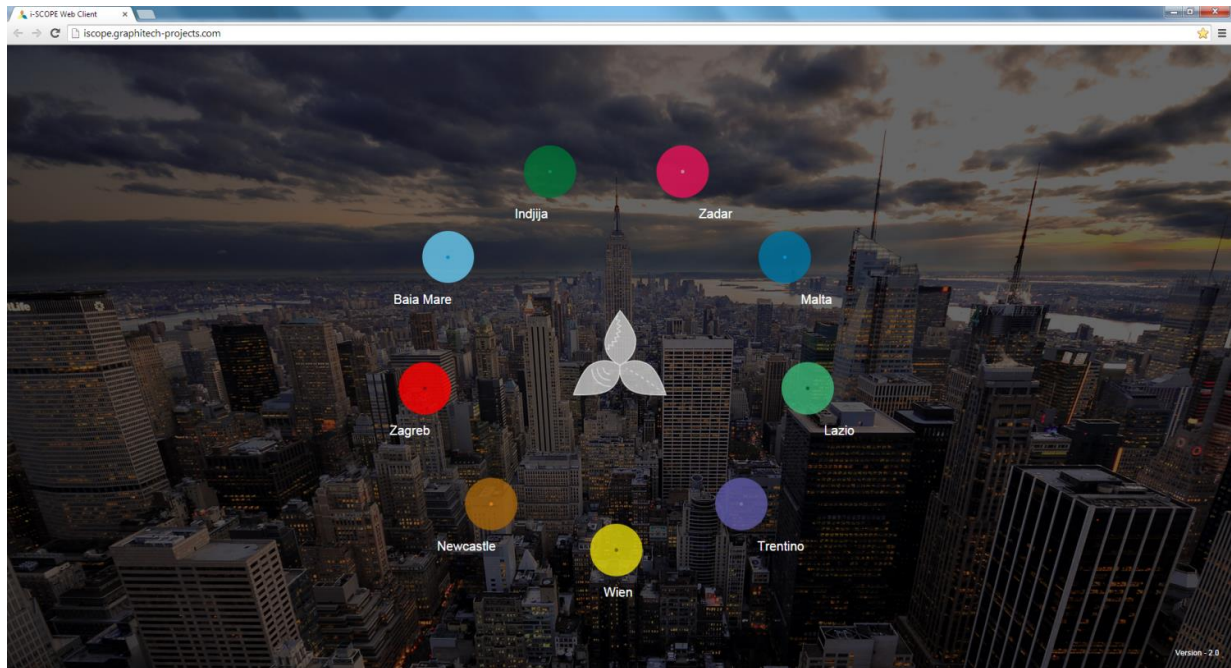 i-SCOPE Web Client
iscope.graphitech-projects.com
Indjija
Zadar
Baia Mare
Malta
Zagreb
Lazio
Newcastle
Trentino
Wien
Version - 2.0